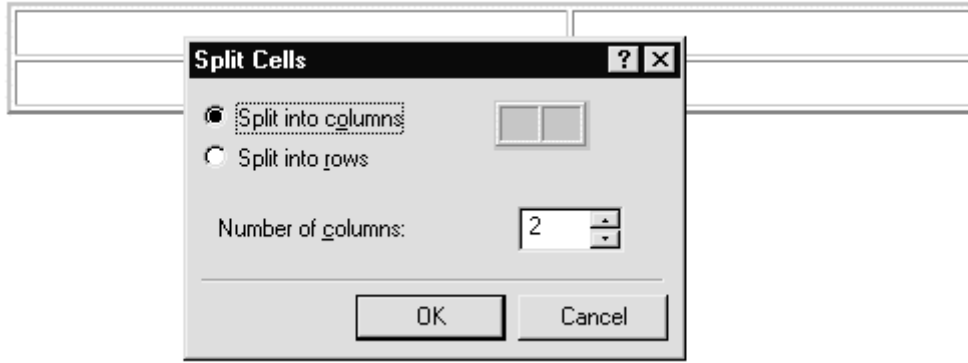 Split Cells
Split into columns
Split into rows
Number of columns: 2
OK Cancel